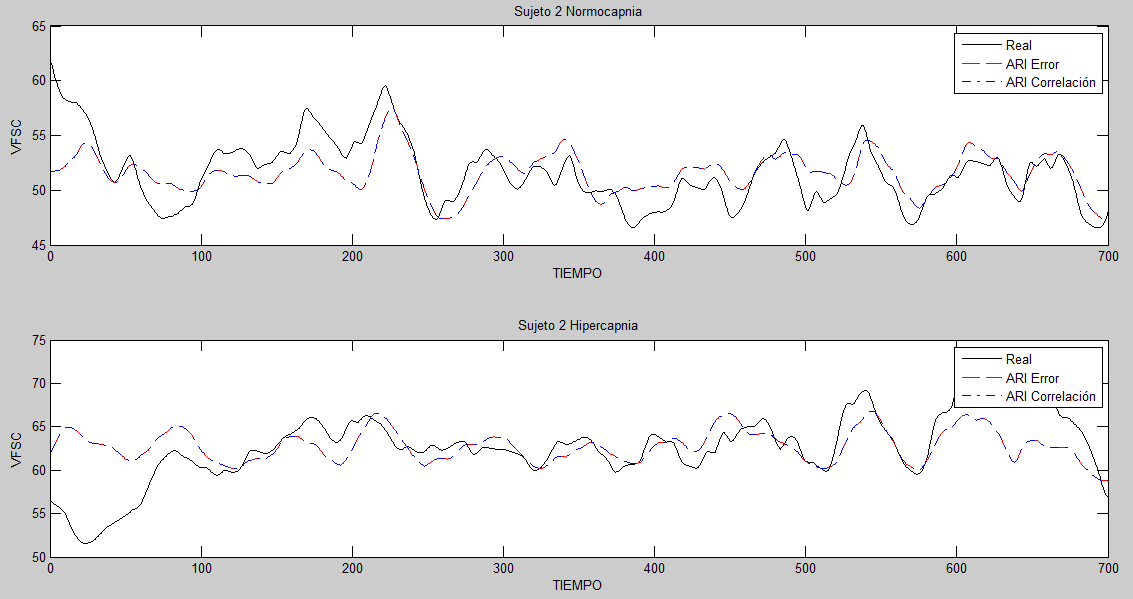 Sujeto 2 Normocapnia
65
60
55
50
45
VFSC
0 100 200 300 400 500 600 700
TIEMPO
Real
ARI Error
ARI Correlación
Sujeto 2 Hipercapnia
75
70
65
60
55
50
VFSC
0 100 200 300 400 500 600 700
TIEMPO
Real
ARI Error
ARI Correlación